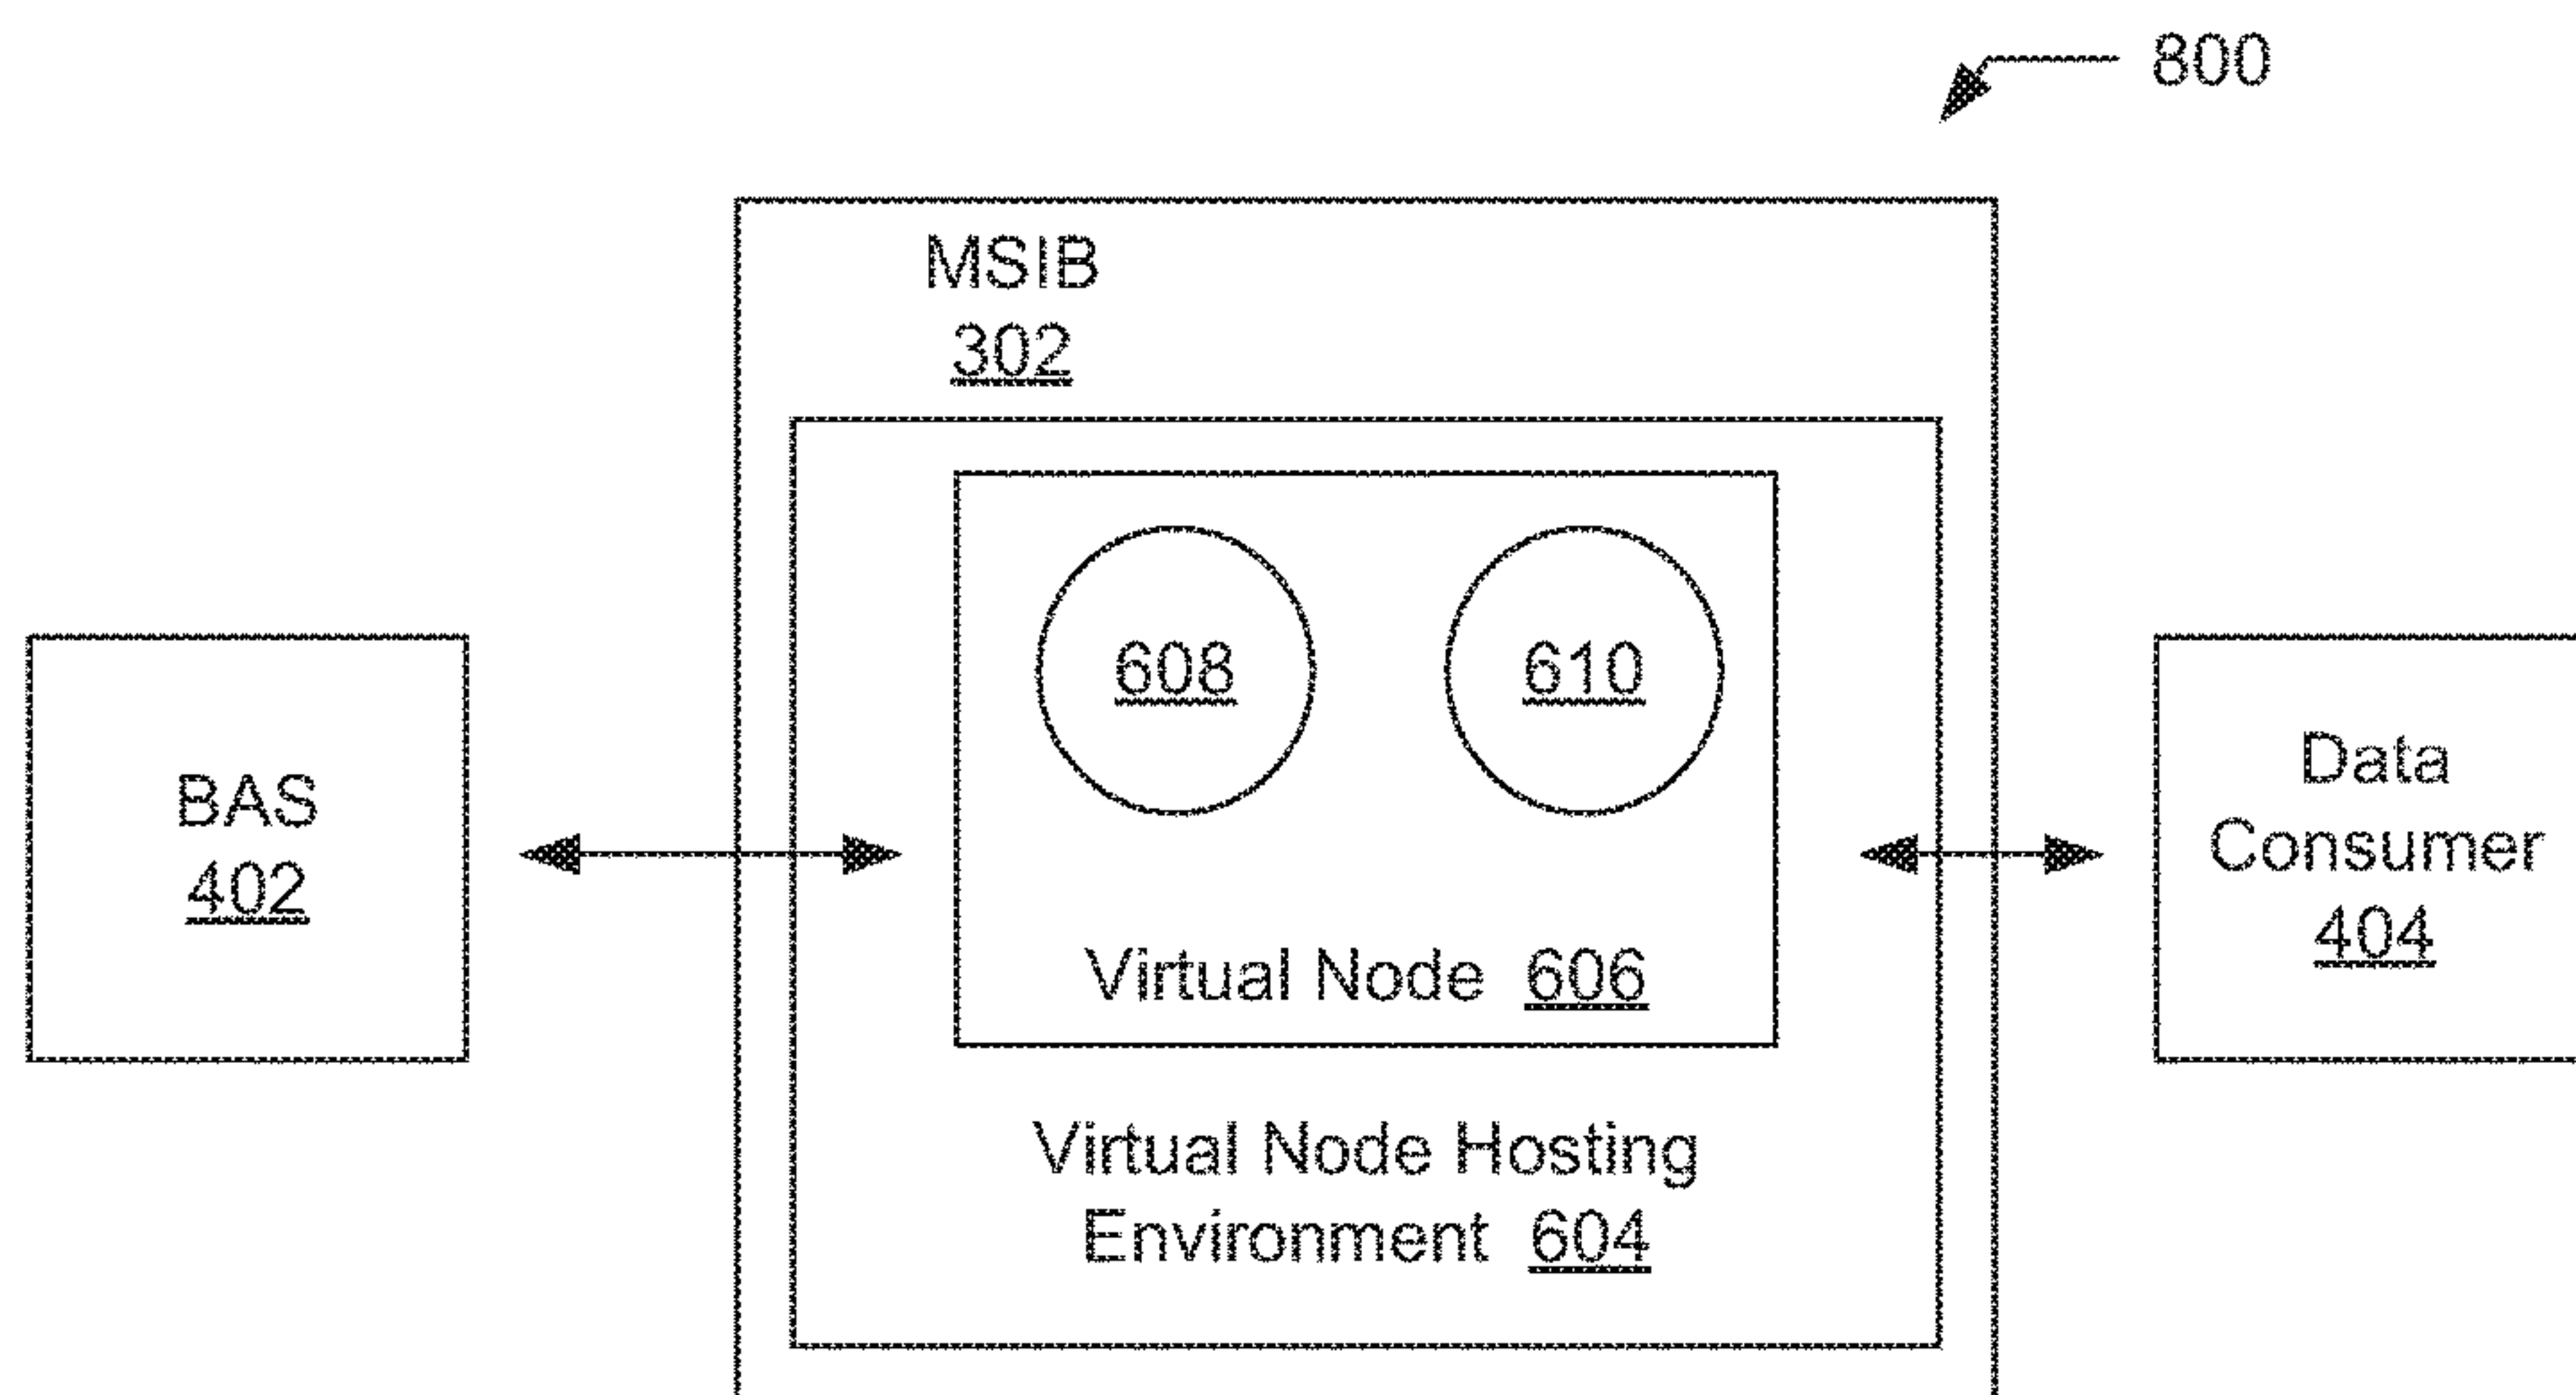 800
MSIB
302
608
610
BAS
402
Data
Consumer
404
Virtual Node 606
Virtual Node Hosting
Environment 604